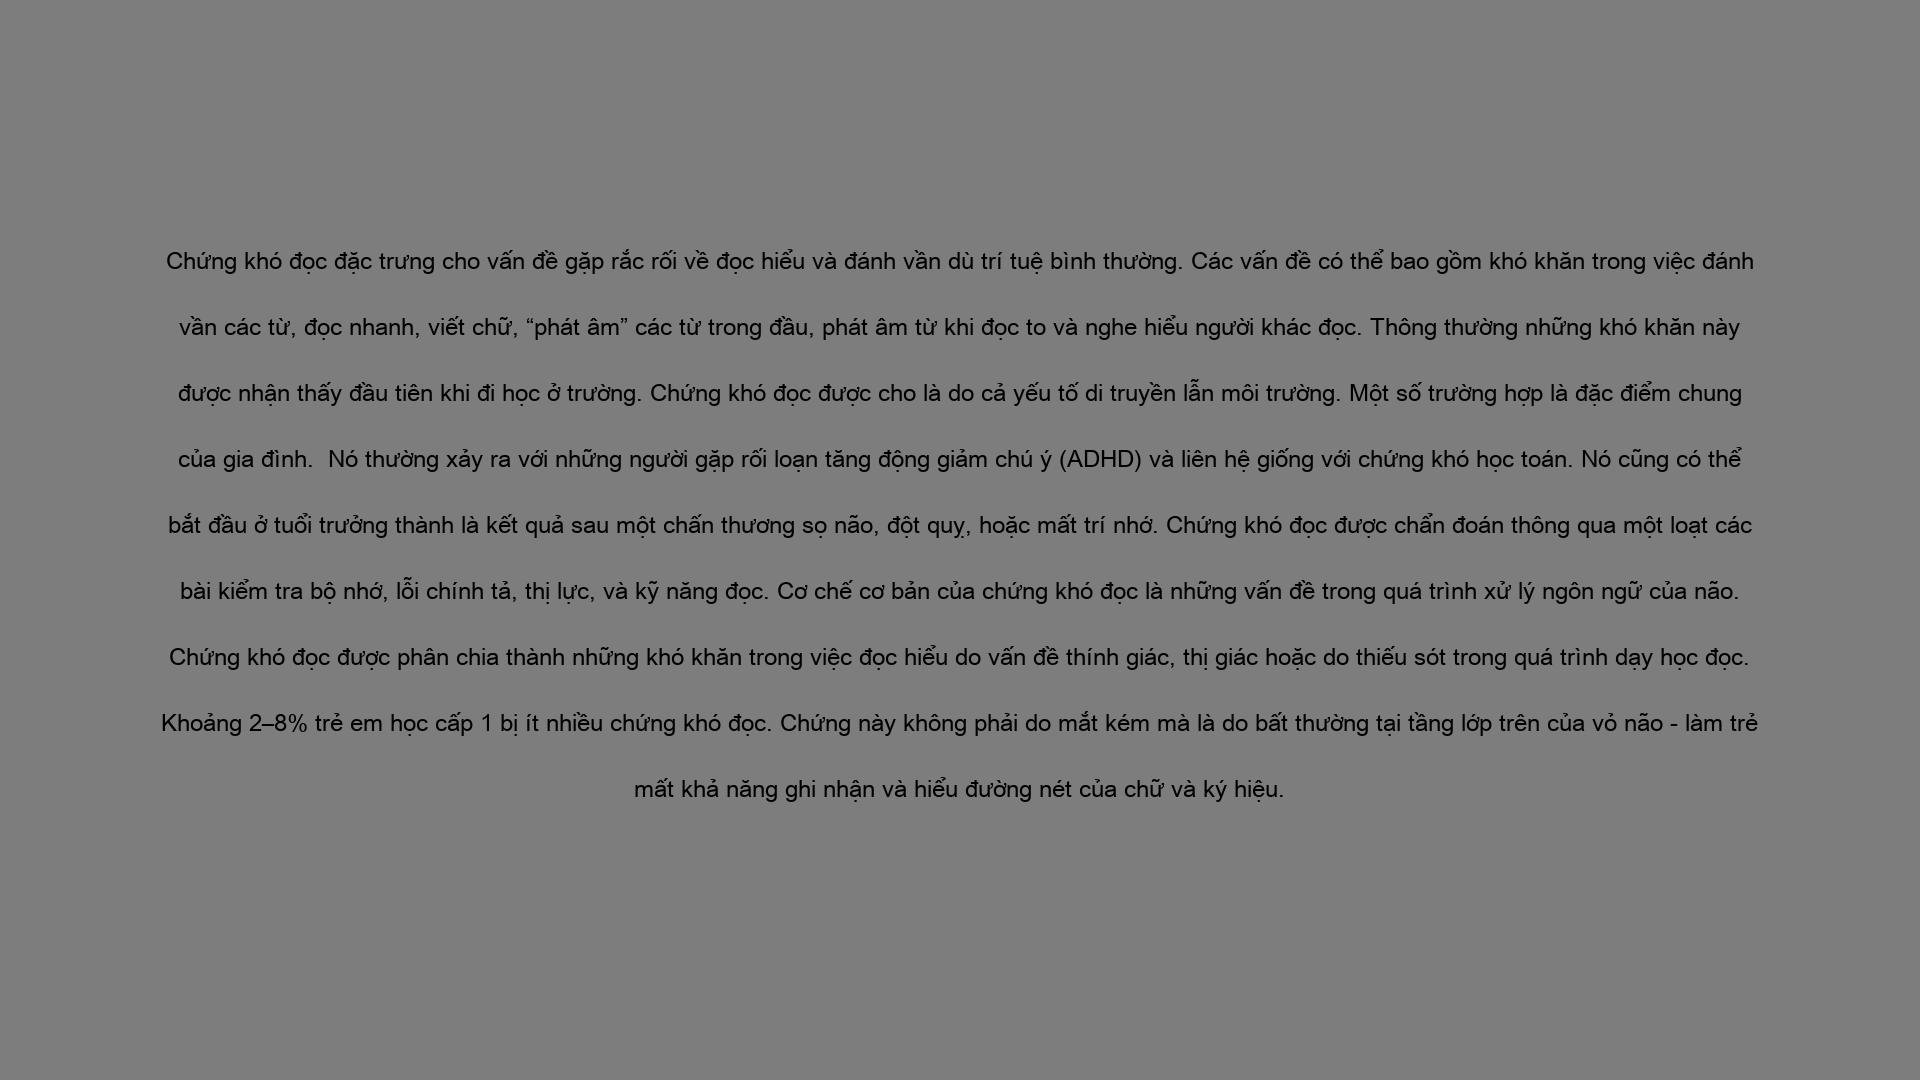 Chứng khó đọc đặc trưng cho vấn đề gặp rắc rối về đọc hiểu và đánh vần dù trí tuệ bình thường. Các vấn đề có thể bao gồm khó khăn trong việc đánh
vần các từ, đọc nhanh, viết chữ, “phát âm” các từ trong đầu, phát âm từ khi đọc to và nghe hiểu người khác đọc. Thông thường những khó khăn này
được nhận thấy đầu tiên khi đi học ở trường. Chứng khó đọc được cho là do cả yếu tố di truyền lẫn môi trường. Một số trường hợp là đặc điểm chung
của gia đình.  Nó thường xảy ra với những người gặp rối loạn tăng động giảm chú ý (ADHD) và liên hệ giống với chứng khó học toán. Nó cũng có thể
bắt đầu ở tuổi trưởng thành là kết quả sau một chấn thương sọ não, đột quỵ, hoặc mất trí nhớ. Chứng khó đọc được chẩn đoán thông qua một loạt các
bài kiểm tra bộ nhớ, lỗi chính tả, thị lực, và kỹ năng đọc. Cơ chế cơ bản của chứng khó đọc là những vấn đề trong quá trình xử lý ngôn ngữ của não.
Chứng khó đọc được phân chia thành những khó khăn trong việc đọc hiểu do vấn đề thính giác, thị giác hoặc do thiếu sót trong quá trình dạy học đọc.
Khoảng 2–8% trẻ em học cấp 1 bị ít nhiều chứng khó đọc. Chứng này không phải do mắt kém mà là do bất thường tại tầng lớp trên của vỏ não - làm trẻ
mất khả năng ghi nhận và hiểu đường nét của chữ và ký hiệu.